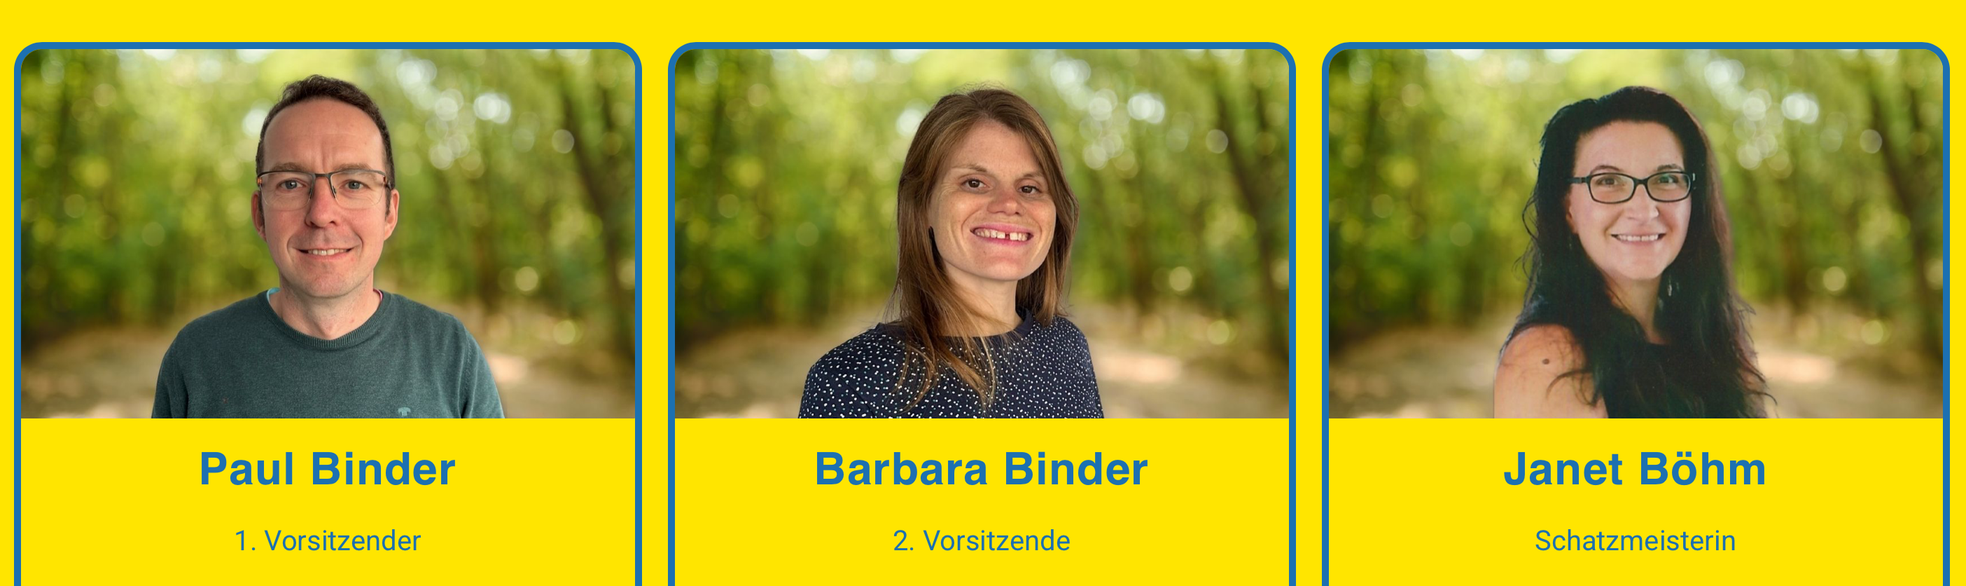 Paul Binder
1. Vorsitzender
Barbara Binder
2. Vorsitzende
Janet Böhm
Schatzmeisterin